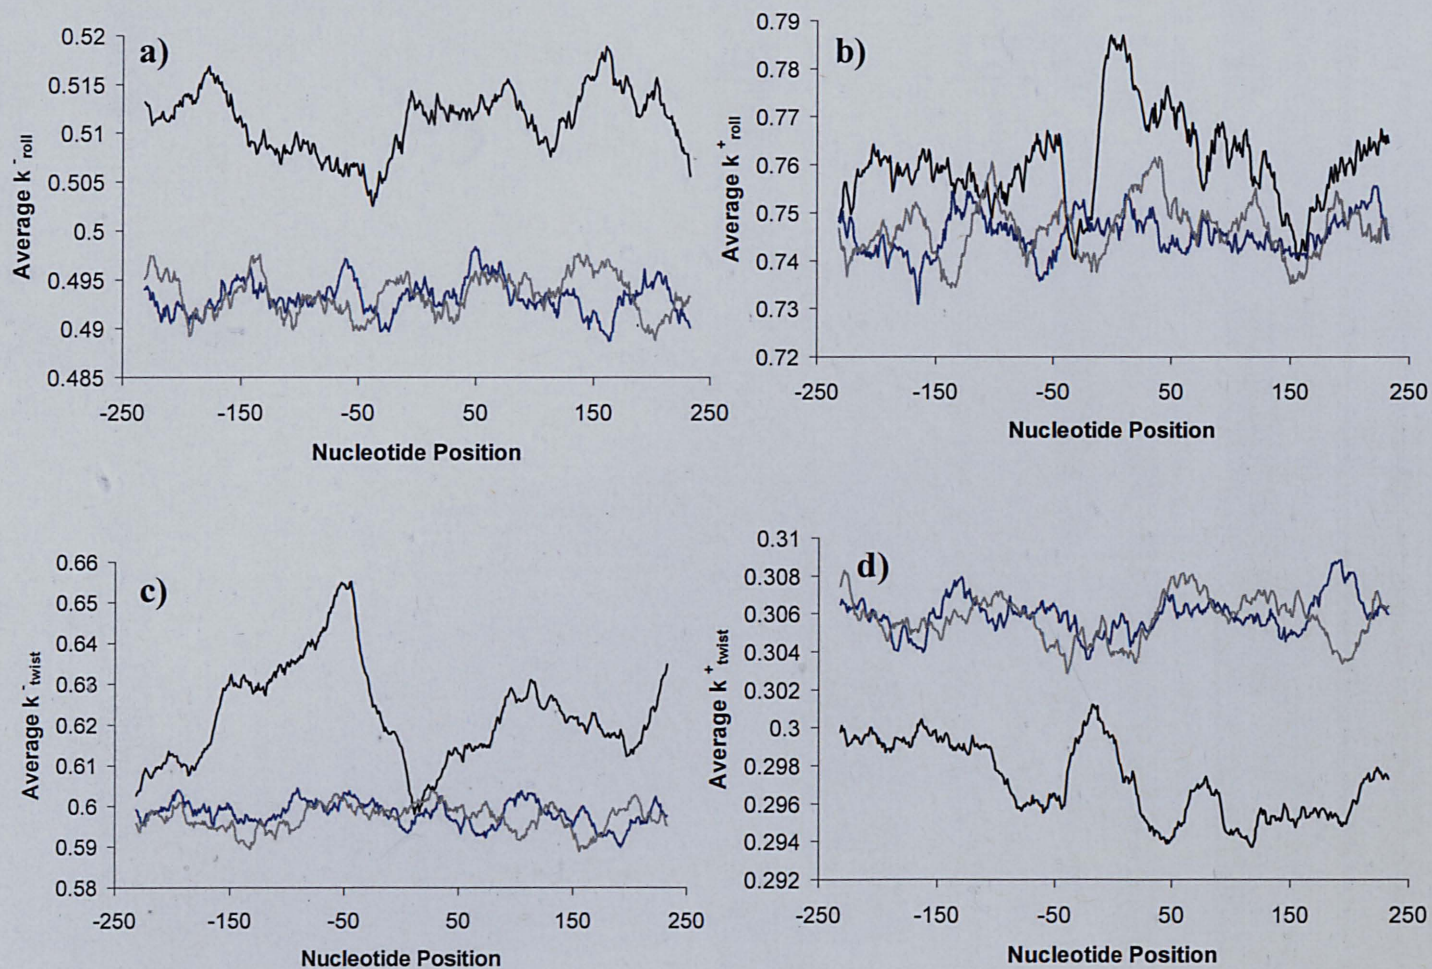 a)
0.52
0.515
0.51
0.505
0.5
0.495
0.49
0.485
Average k⁻roll
-250 -150 -50 50 150 250
Nucleotide Position
b)
0.79
0.78
0.77
0.76
0.75
0.74
0.73
0.72
Average k⁺roll
-250 -150 -50 50 150 250
Nucleotide Position
c)
0.66
0.65
0.64
0.63
0.62
0.61
0.6
0.59
0.58
Average k⁻twist
-250 -150 -50 50 150 250
Nucleotide Position
d)
0.31
0.308
0.306
0.304
0.302
0.3
0.298
0.296
0.294
0.292
Average k⁺twist
-250 -150 -50 50 150 250
Nucleotide Position